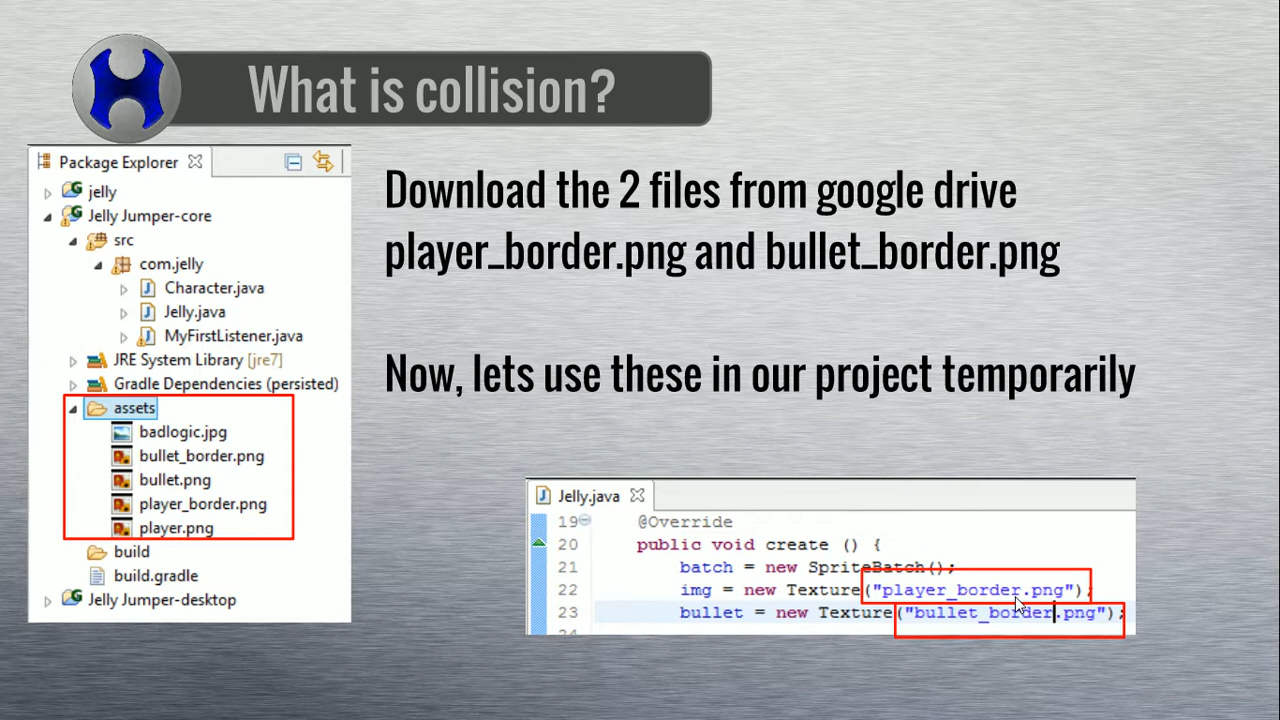 What is collision?
Package Explorer
jelly
Jelly Jumper-core
src
com.jelly
Character.java
Jelly.java
MyFirstListener.java
JRE System Library [jre7]
Gradle Dependencies (persisted)
assets
badlogic.jpg
bullet_border.png
bullet.png
player_border.png
player.png
build
build.gradle
Jelly Jumper-desktop
Download the 2 files from google drive
player_border.png and bullet_border.png
Now, lets use these in our project temporarily
Jelly.java
19 @Override
20 public void create () {
21 batch = new SpriteBatch();
22 img = new Texture("player_border.png");
23 bullet = new Texture("bullet_border.png");